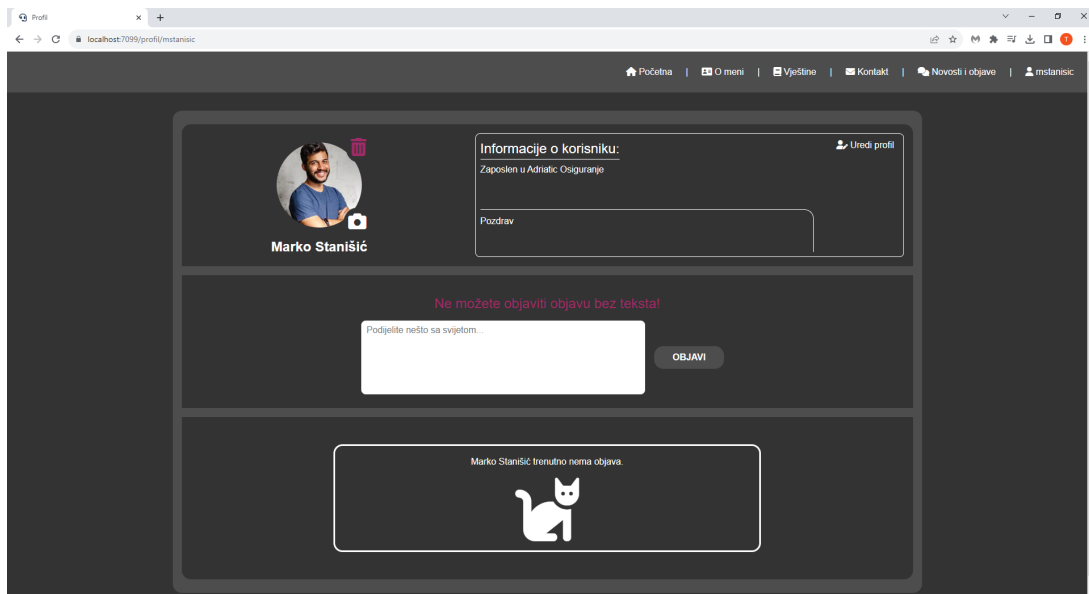 Profil
localhost:7099/profil/mstanisic
T
Početna | O meni | Vještine | Kontakt | Novosti i objave | mstanisic
Informacije o korisniku:
Uredi profil
Zaposlen u Adriatic Osiguranje
Pozdrav
Marko Stanišić
Ne možete objaviti objavu bez teksta!
Podijelite nešto sa svijetom...
OBJAVI
Marko Stanišić trenutno nema objava.